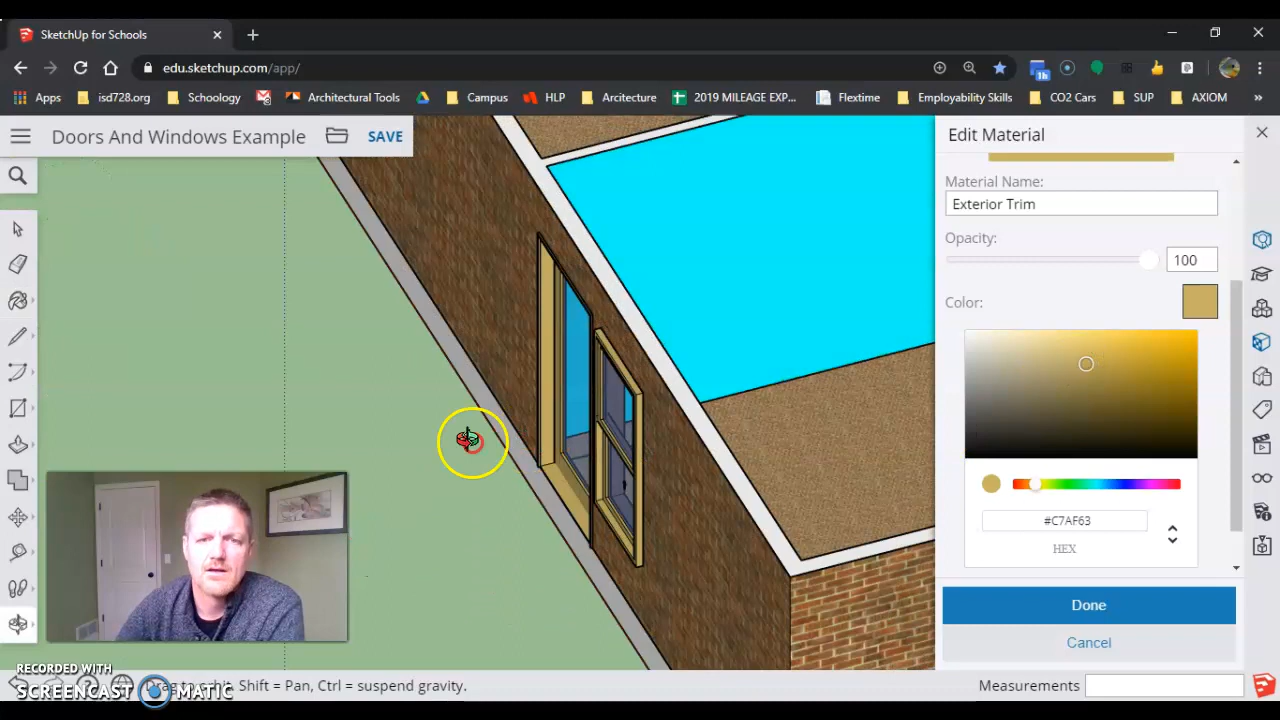 SketchUp for Schools
edu.sketchup.com/app/
1b
Apps isd728.org Schoology Architectural Tools Campus HLP Arcitecture 2019 MILEAGE EXP... Flextime Employability Skills CO2 Cars SUP AXIOM »
Doors And Windows Example SAVE
Edit Material
Material Name:
Exterior Trim
Opacity:
100
Color:
#C7AF63
HEX
Done
Cancel
RECORDED WITH
SCREENCAST MATIC
Shift = Pan, Ctrl = suspend gravity.
Measurements